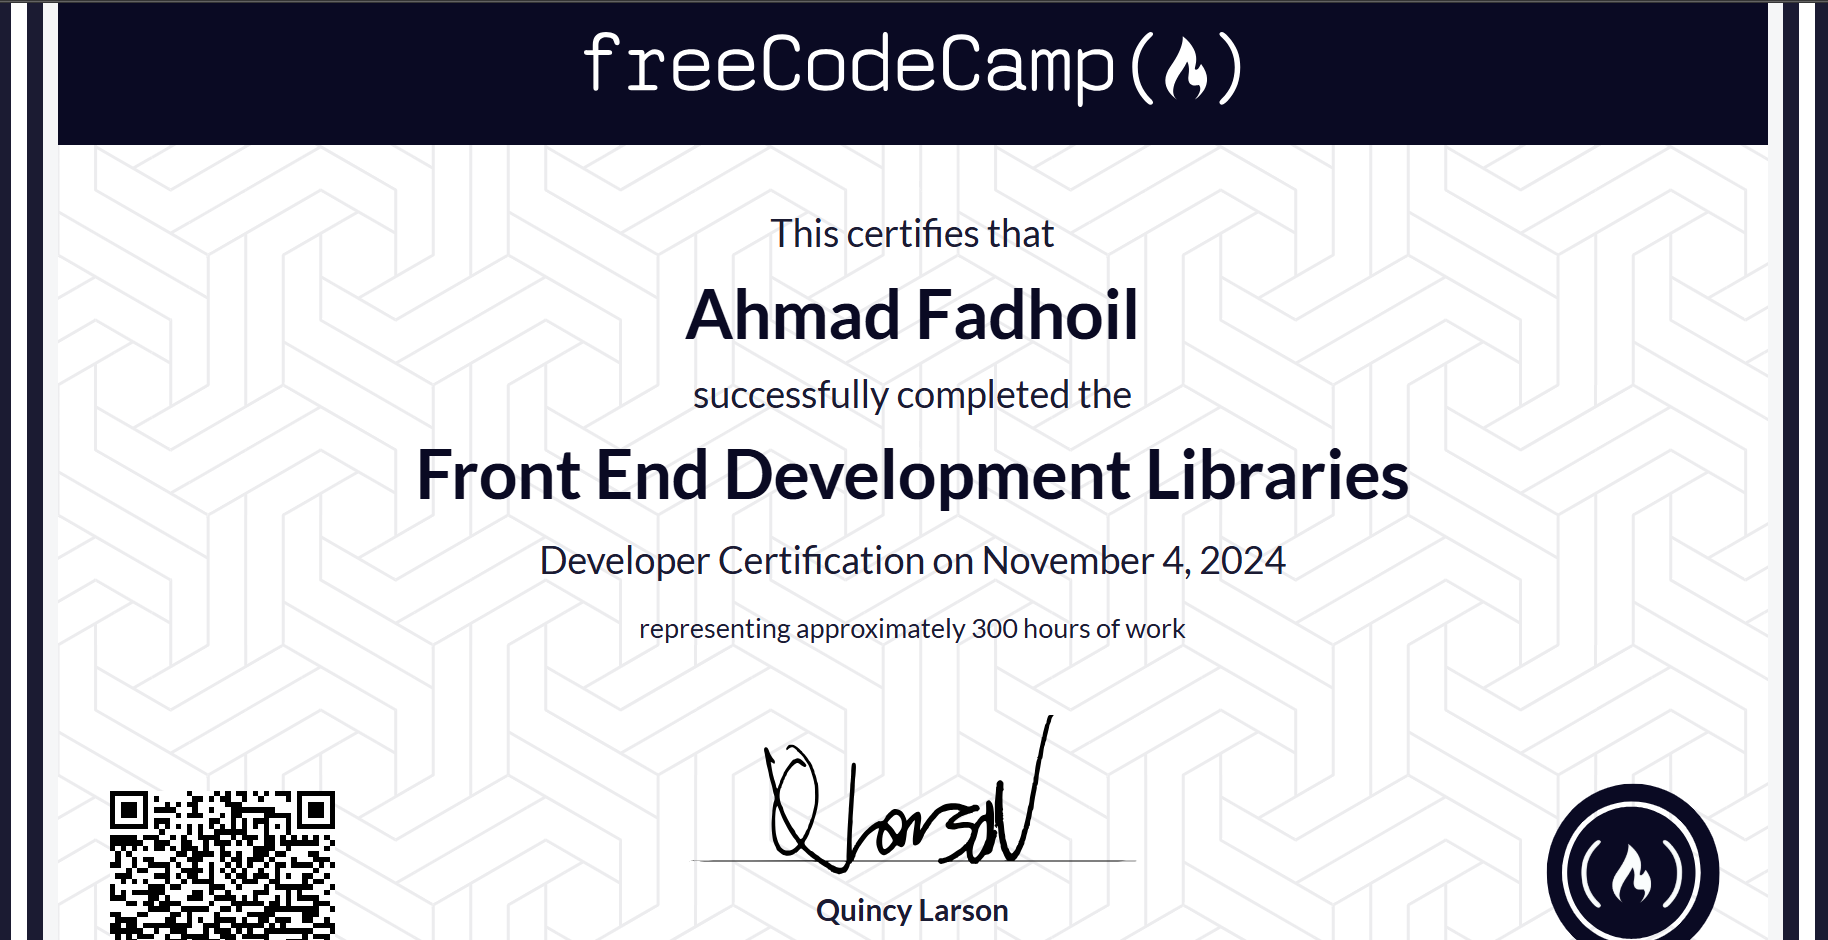 freeCodeCamp
This certifies that
Ahmad Fadhoil
successfully completed the
Front End Development Libraries
Developer Certification on November 4, 2024
representing approximately 300 hours of work
Quincy Larson